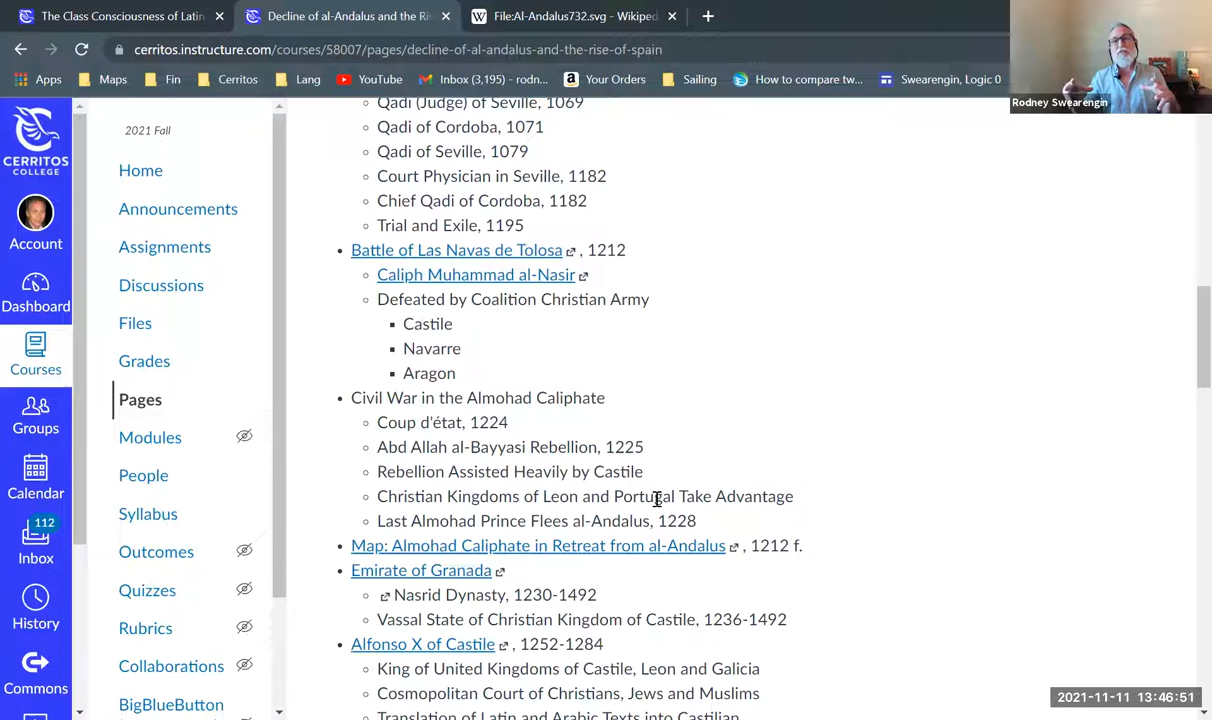 The Class Consciousness of Latin
Decline of al-Andalus and the Ris
W File:Al-Andalus732.svg - Wikiped
cerritos.instructure.com/courses/58007/pages/decline-of-al-andalus-and-the-rise-of-spain
Apps Maps Fin Cerritos Lang YouTube Inbox (3,195) - rodn... Your Orders Sailing How to compare tw... Swearengin, Logic 0
Rodney Swearengin
CERRITOS
COLLEGE
Account
Dashboard
Courses
Groups
Calendar
112
Inbox
History
Commons
2021 Fall
Home
Announcements
Assignments
Discussions
Files
Grades
Pages
Modules
People
Syllabus
Outcomes
Quizzes
Rubrics
Collaborations
BigBlueButton
Qadi (Judge) of Seville, 1069
Qadi of Cordoba, 1071
Qadi of Seville, 1079
Court Physician in Seville, 1182
Chief Qadi of Cordoba, 1182
Trial and Exile, 1195
Battle of Las Navas de Tolosa , 1212
Caliph Muhammad al-Nasir
Defeated by Coalition Christian Army
Castile
Navarre
Aragon
Civil War in the Almohad Caliphate
Coup d'état, 1224
Abd Allah al-Bayyasi Rebellion, 1225
Rebellion Assisted Heavily by Castile
Christian Kingdoms of Leon and Portugal Take Advantage
Last Almohad Prince Flees al-Andalus, 1228
Map: Almohad Caliphate in Retreat from al-Andalus , 1212 f.
Emirate of Granada
Nasrid Dynasty, 1230-1492
Vassal State of Christian Kingdom of Castile, 1236-1492
Alfonso X of Castile , 1252-1284
King of United Kingdoms of Castile, Leon and Galicia
Cosmopolitan Court of Christians, Jews and Muslims
Translation of Latin and Arabic Texts into Castilian
2021-11-11 13:46:51